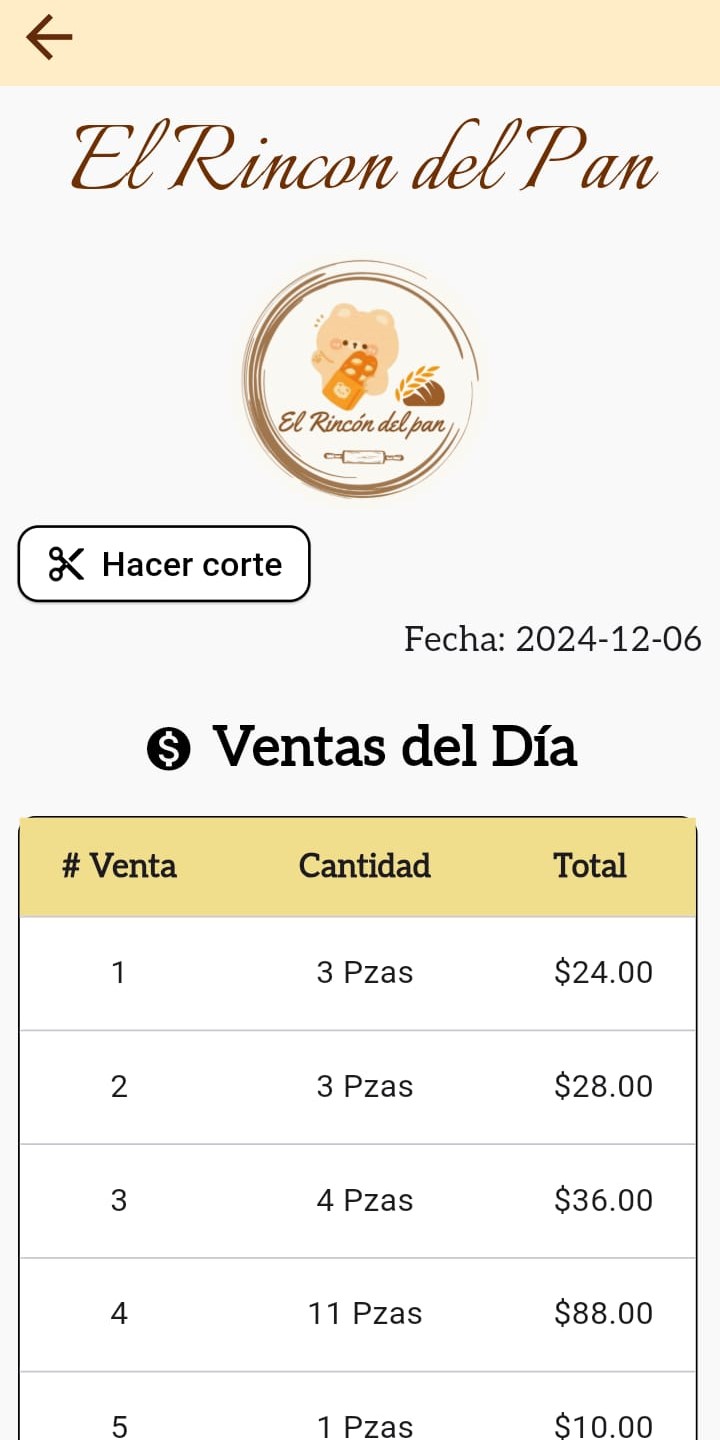 El Rincon del Pan
El Rincón del pan
Hacer corte
Fecha: 2024-12-06
Ventas del Día
# Venta Cantidad Total
1 3 Pzas $24.00
2 3 Pzas $28.00
3 4 Pzas $36.00
4 11 Pzas $88.00
5 1 Pzas $10.00